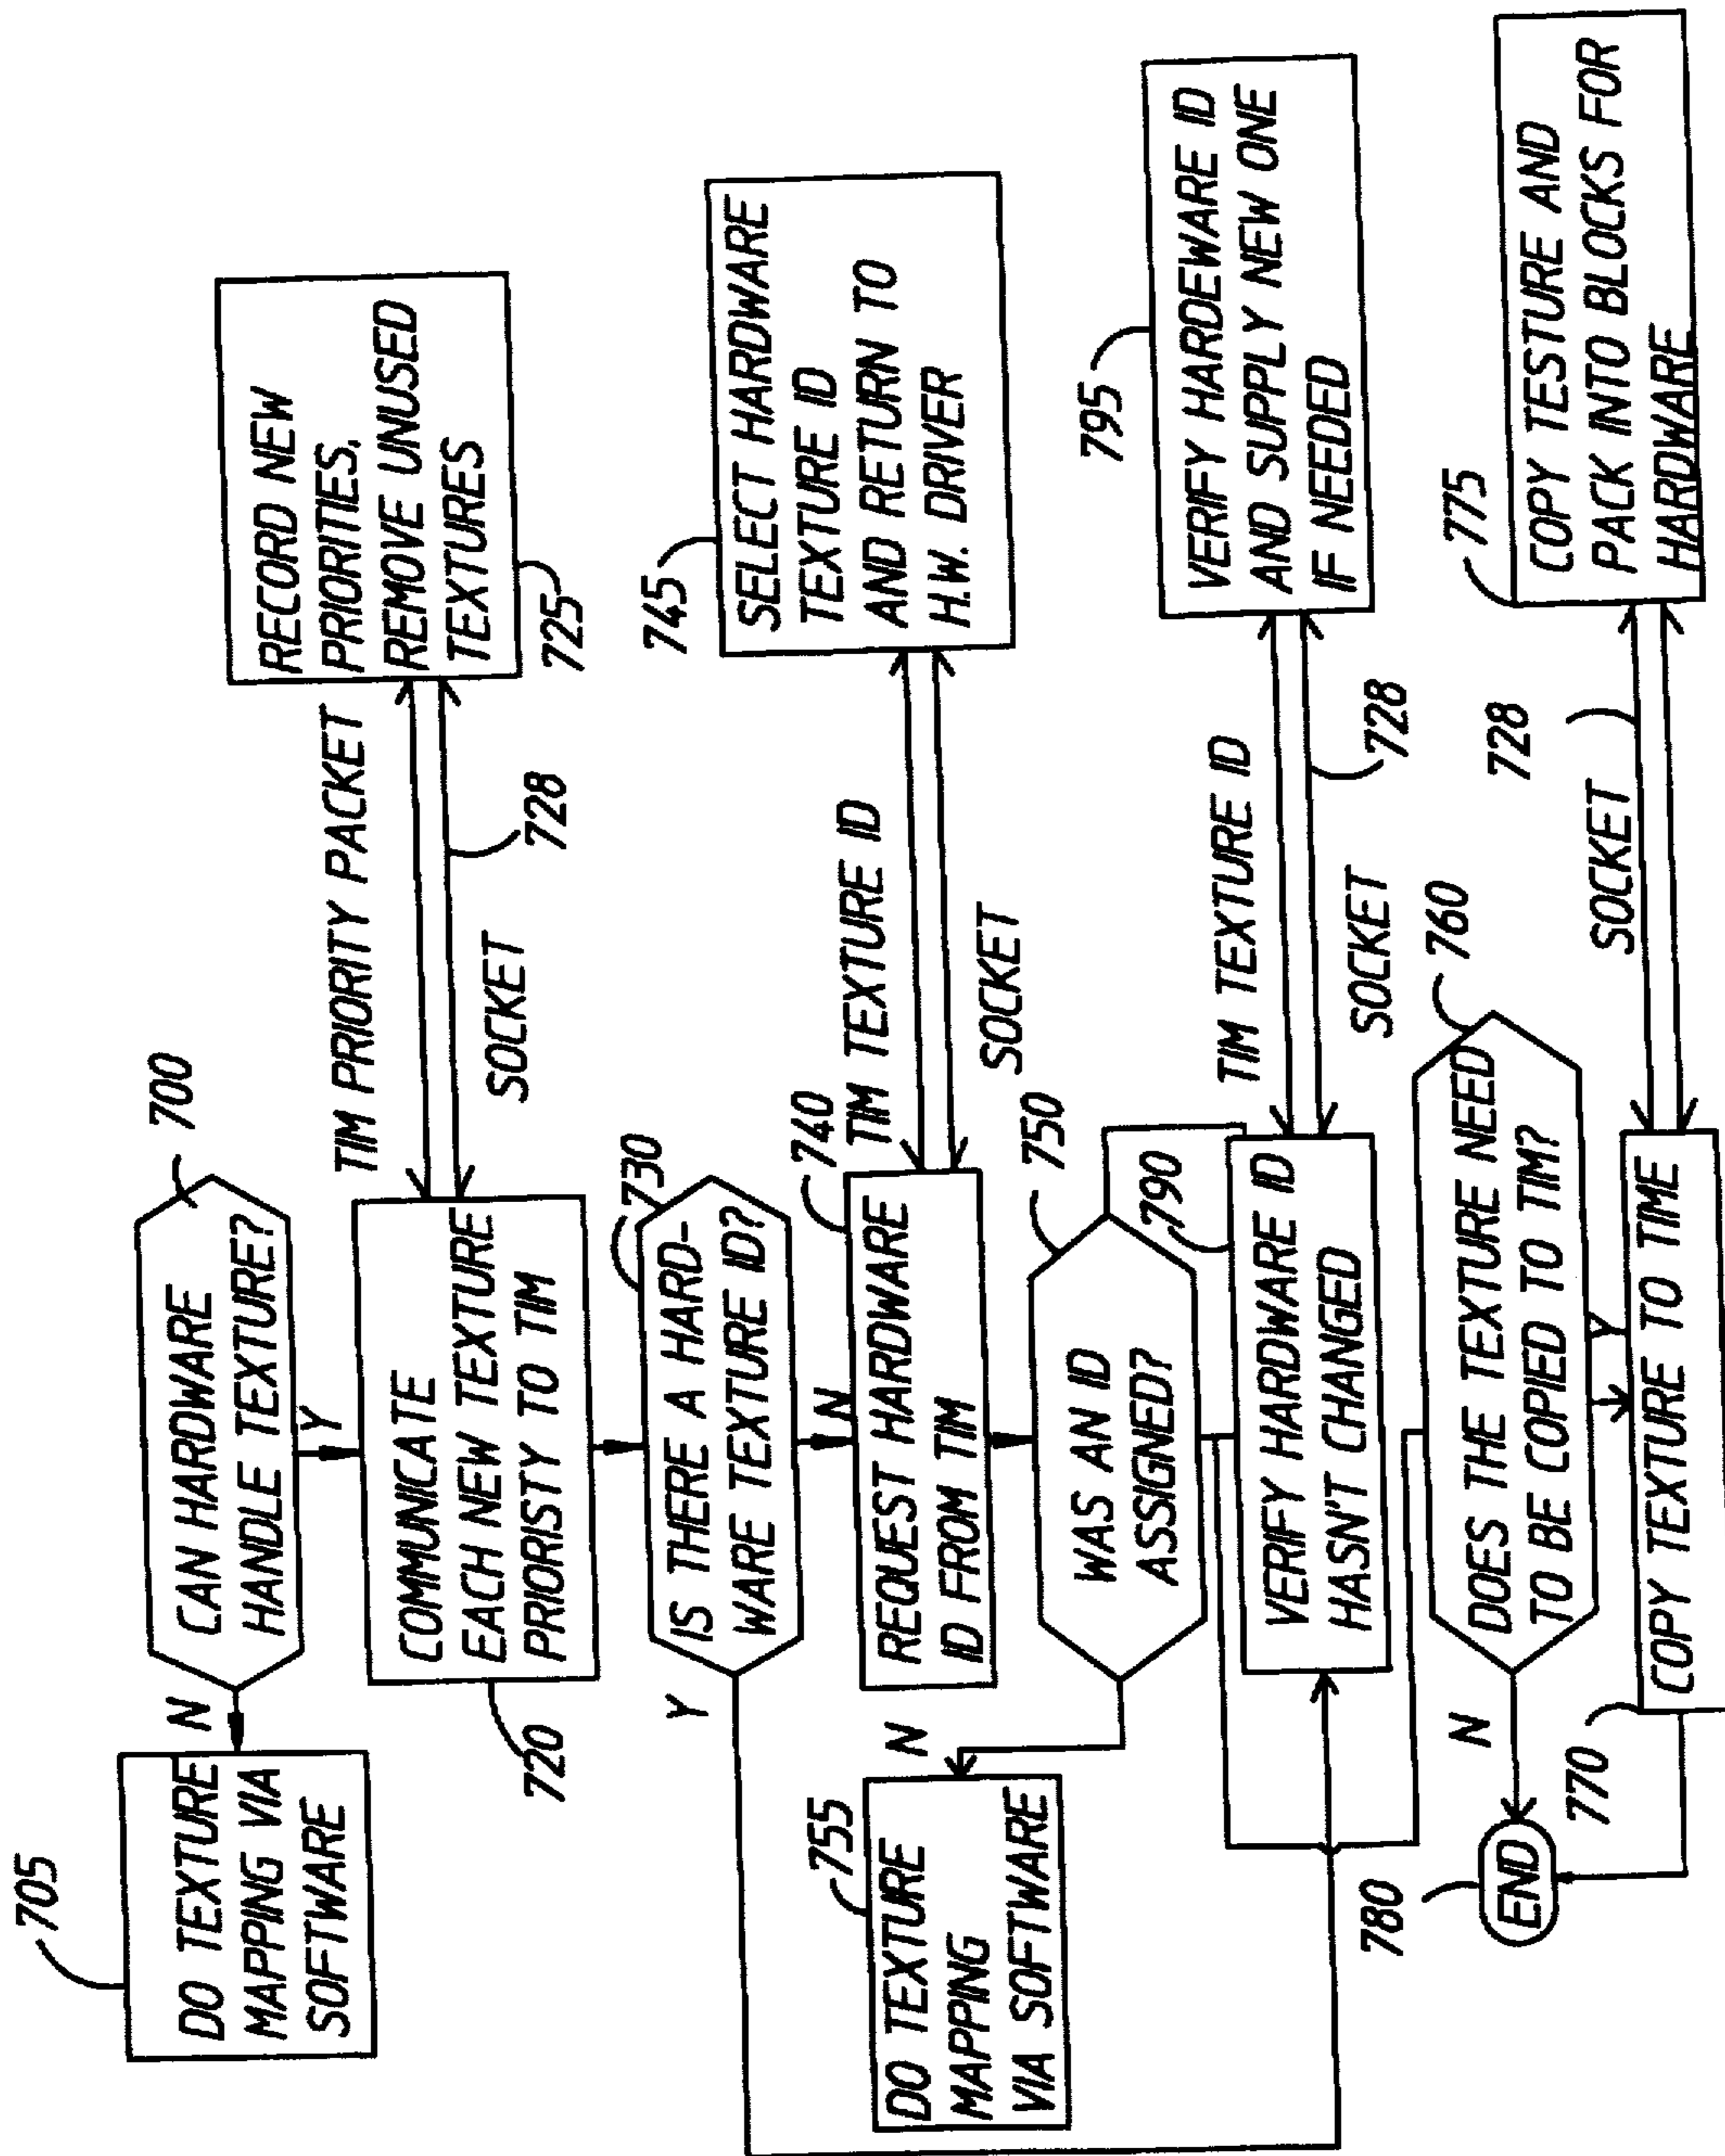 705
DO TEXTURE
MAPPING VIA
SOFTWARE
N
700
CAN HARDWARE
HANDLE TEXTURE?
Y
720
COMMUNICATE
EACH NEW TEXTURE
PRIORISTY TO TIM
TIM PRIORITY PACKET
728
SOCKET
RECORD NEW
PRIORITIES,
REMOVE UNUSED
TEXTURES
725
730
IS THERE A HARD-
WARE TEXTURE ID?
Y
N
740
REQUEST HARDWARE
ID FROM TIM
TIM TEXTURE ID
SOCKET
745
SELECT HARDWARE
TEXTURE ID
AND RETURN TO
H.W. DRIVER
755
DO TEXTURE
MAPPING
VIA SOFTWARE
N
750
WAS AN ID
ASSIGNED?
790
VERIFY HARDWARE ID
HASN'T CHANGED
TIM TEXTURE ID
728
SOCKET
795
VERIFY HARDEWARE ID
AND SUPPLY NEW ONE
IF NEEDED
760
DOES THE TEXTURE NEED
TO BE COPIED TO TIM?
N
Y
780
END
770
COPY TEXTURE TO TIME
728
SOCKET
775
COPY TESTURE AND
PACK INTO BLOCKS FOR
HARDWARE